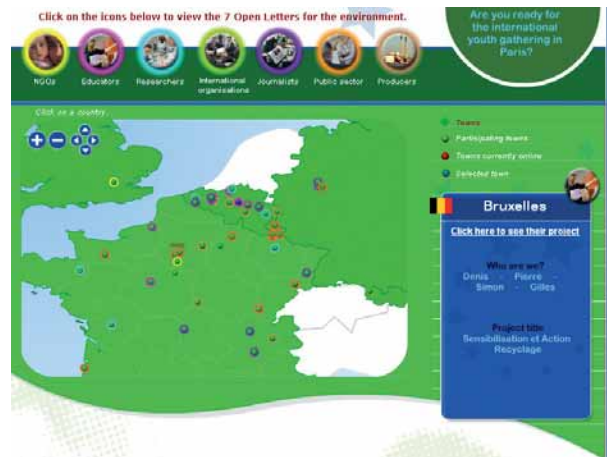 Click on the icons below to view the 7 Open Letters for the environment.
Are you ready for
the international
youth gathering in
Paris?
NGOs
Educators
Researchers
International
organisations
Journalists
Public sector
Producers
Click on a country.
Towns
Participating towns
Towns currently online
Selected town
Bruxelles
Click here to see their project
Who are we?
Denis - Pierre -
Simon - Gilles
Project title
Sensibilisation et Action
Recyclage